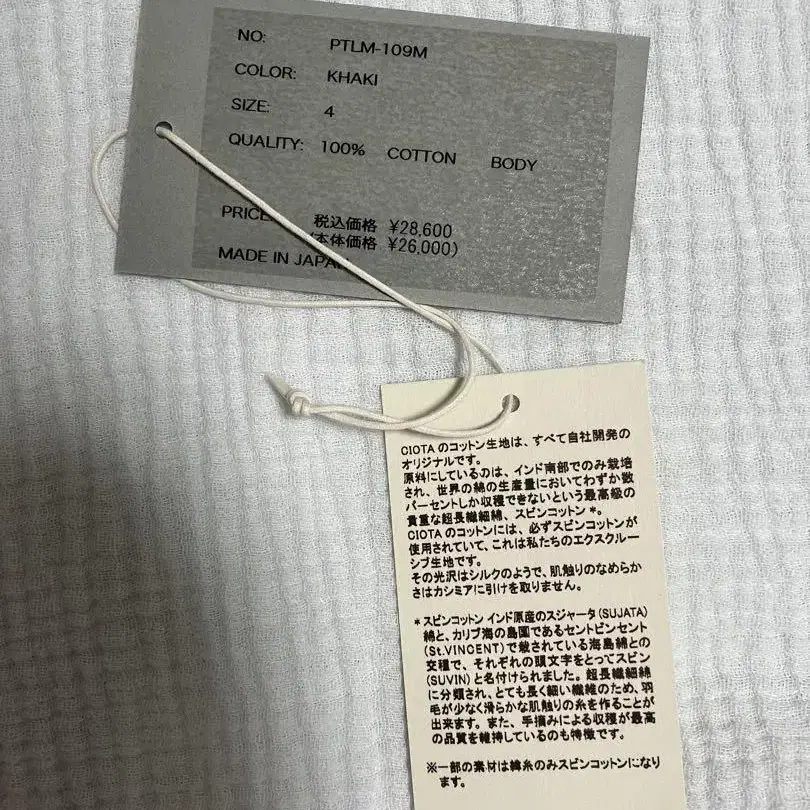 NO: PTLM-109M
COLOR: KHAKI
SIZE: 4
QUALITY: 100% COTTON BODY
PRICE 税込価格 ¥28,600
(本体価格 ¥26,000)
MADE IN JAPAN
CIOTAのコットン生地は、すべて自社開発の
オリジナルです。
原料にしているのは、インド南部でのみ栽培
され、世界の綿の生産量においてわずか数
パーセントしか収穫できないという最高級の
貴重な超長繊細綿、スビンコットン*。
CIOTAのコットンには、必ずスビンコットンが
使用されていて、これは私たちのエクスクルー
シブ生地です。
その光沢はシルクのようで、肌触りのなめらか
さはカシミアに引けを取りません。
*スビンコットン インド原産のスジャータ(SUJATA)
綿と、カリブ海の島国であるセントビンセント
(St.VINCENT)で栽されている海島綿との
交種で、それぞれの頭文字をとってスビン
(SUVIN)と名付けられました。超長繊細綿
に分類され、とても長く細い繊維のため、羽
毛が少なく滑らかな肌触りの糸を作ることが
出来ます。また、手摘みによる収穫が最高
の品質を維持しているのも特徴です。
※一部の素材は緯糸のみスビンコットンになり
ます。